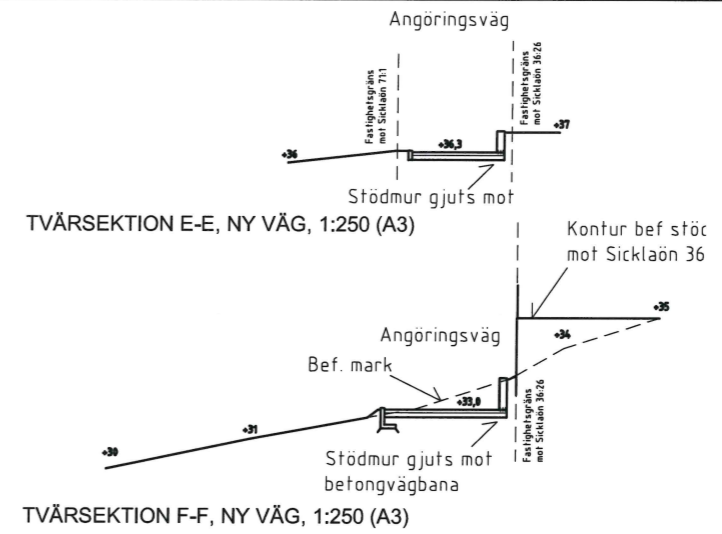 Angöringsväg
Fastighetsgräns
mot Sicklaön 71:1
Fastighetsgräns
mot Sicklaön 36:26
+36
+36,3
+37
Stödmur gjuts mot
TVÄRSEKTION E-E, NY VÄG, 1:250 (A3)
Kontur bef stöc
mot Sicklaön 36
+35
Angöringsväg
+34
Bef. mark
+33,0
Fastighetsgräns
mot Sicklaön 36:26
+31
+30
Stödmur gjuts mot
betongvägbana
TVÄRSEKTION F-F, NY VÄG, 1:250 (A3)